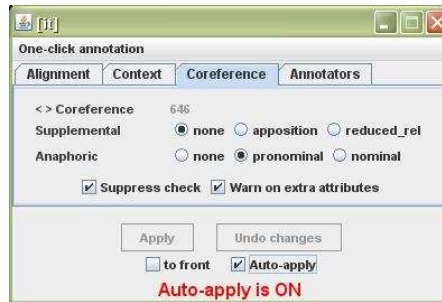 [it]
One-click annotation
Alignment Context Coreference Annotators
< > Coreference 646
Supplemental none apposition reduced_rel
Anaphoric none pronominal nominal
Suppress check Warn on extra attributes
Apply Undo changes
to front Auto-apply
Auto-apply is ON